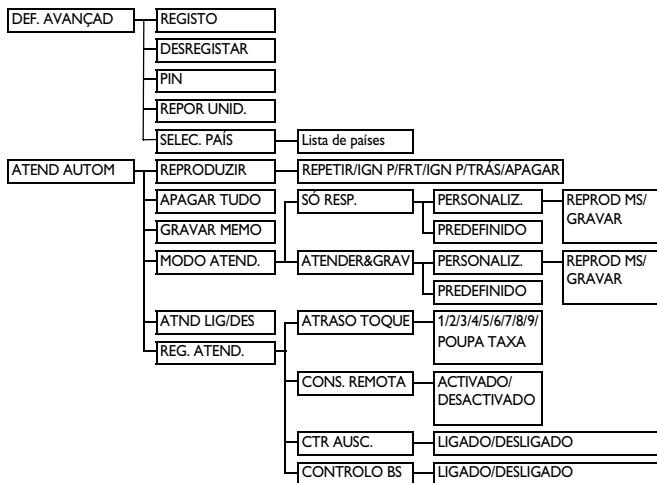 DEF. AVANÇAD
REGISTO
DESREGISTAR
PIN
REPOR UNID.
SELEC. PAÍS
Lista de países
ATEND AUTOM
REPRODUZIR
REPETIR/IGN P/FRT/IGN P/TRÁS/APAGAR
APAGAR TUDO
SÓ RESP.
PERSONALIZ.
REPROD MS/
GRAVAR
GRAVAR MEMO
PREDEFINIDO
MODO ATEND.
ATENDER&GRAV
PERSONALIZ.
REPROD MS/
GRAVAR
PREDEFINIDO
ATND LIG/DES
ATRASO TOQUE
1/2/3/4/5/6/7/8/9/
POUPA TAXA
REG. ATEND.
CONS. REMOTA
ACTIVADO/
DESACTIVADO
CTR AUSC.
LIGADO/DESLIGADO
CONTROLO BS
LIGADO/DESLIGADO